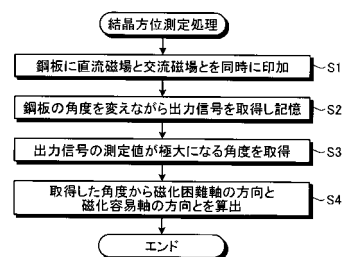 結晶方位測定処理
鋼板に直流磁場と交流磁場とを同時に印加
S1
鋼板の角度を変えながら出力信号を取得し記憶
S2
出力信号の測定値が極大になる角度を取得
S3
取得した角度から磁化困難軸の方向と
磁化容易軸の方向とを算出
S4
エンド